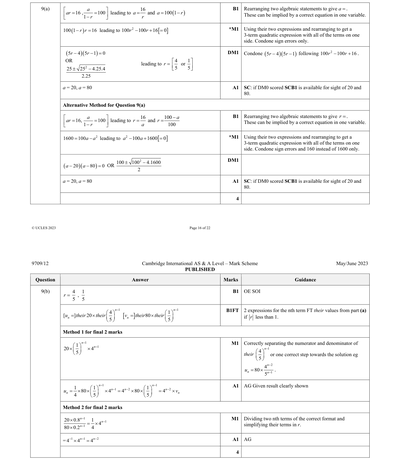 9(a)
[ar = 16, a/(1−r) = 100] leading to a = 16/r and a = 100(1−r)
B1
Rearranging two algebraic statements to give a = .
These can be implied by a correct equation in one variable.
100(1−r)r = 16 leading to 100r² − 100r + 16[= 0]
*M1
Using their two expressions and rearranging to get a
3-term quadratic expression with all of the terms on one
side. Condone sign errors.
(5r−4)(5r−1) = 0
OR
leading to r = [4/5 or 1/5]
DM1
Condone (5r−4)(5r−1) following 100r² − 100r − 16.
a = 20, a = 80
A1
SC: if DM0 scored SCB1 is available for sight of 20 and
80.
Alternative Method for Question 9(a)
[ar = 16, a/(1−r) = 100] leading to r = 16/a and r = (100−a)/100
B1
Rearranging two algebraic statements to give r = .
These can be implied by a correct equation in one variable.
1600 = 100a − a² leading to a² − 100a + 1600[= 0]
*M1
Using their two expressions and rearranging to get a
3-term quadratic expression with all of the terms on one
side. Condone sign errors and 160 instead of 1600 only.
(a−20)(a−80) = 0 OR (100 ± √(100² − 4.1600))/2
DM1
a = 20, a = 80
A1
SC: if DM0 scored SCB1 is available for sight of 20 and
80.
4
© UCLES 2023
Page 16 of 22
9709/12
Cambridge International AS & A Level – Mark Scheme
May/June 2023
PUBLISHED
Question
Answer
Marks
Guidance
9(b)
r = 4/5, 1/5
B1
OE SOI
B1FT
2 expressions for the nth term FT their values from part (a)
if |r| less than 1.
Method 1 for final 2 marks
M1
Correctly separating the numerator and denominator of
or one correct step towards the solution eg
A1
AG Given result clearly shown
Method 2 for final 2 marks
M1
Dividing two nth terms of the correct format and
simplifying their terms in r.
A1
AG
4